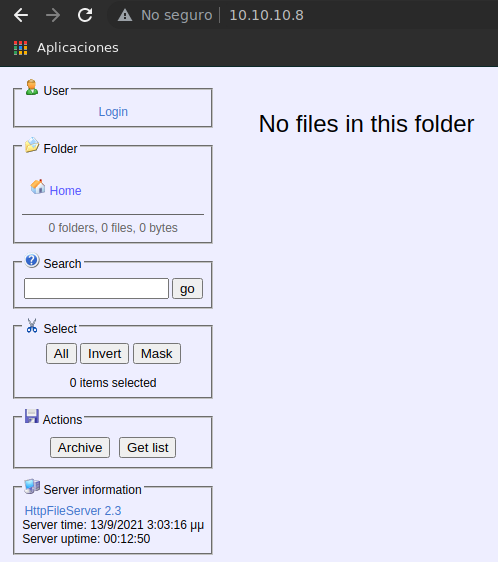 No seguro | 10.10.10.8
Aplicaciones
User
Login
No files in this folder
Folder
Home
0 folders, 0 files, 0 bytes
Search
go
Select
All Invert Mask
0 items selected
Actions
Archive Get list
Server information
HttpFileServer 2.3
Server time: 13/9/2021 3:03:16 μμ
Server uptime: 00:12:50